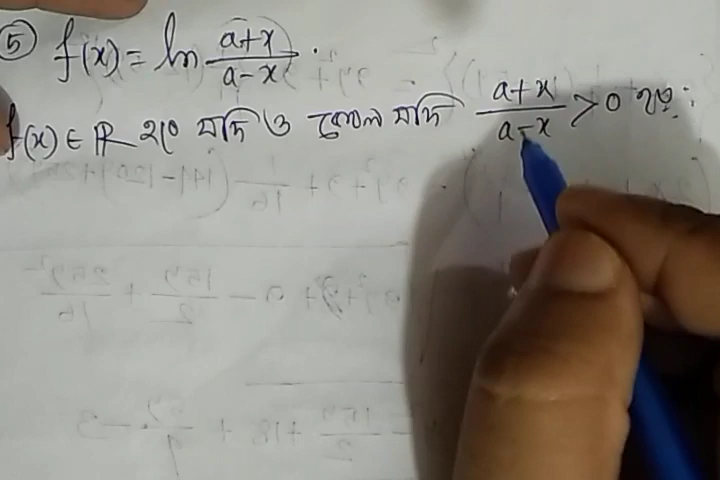 ⑤ f(x) = ln (a+x)/(a-x) .
f(x) ∈ ℝ হবে যদি ও কেবল যদি (a+x)/(a-x) > 0 হয়: